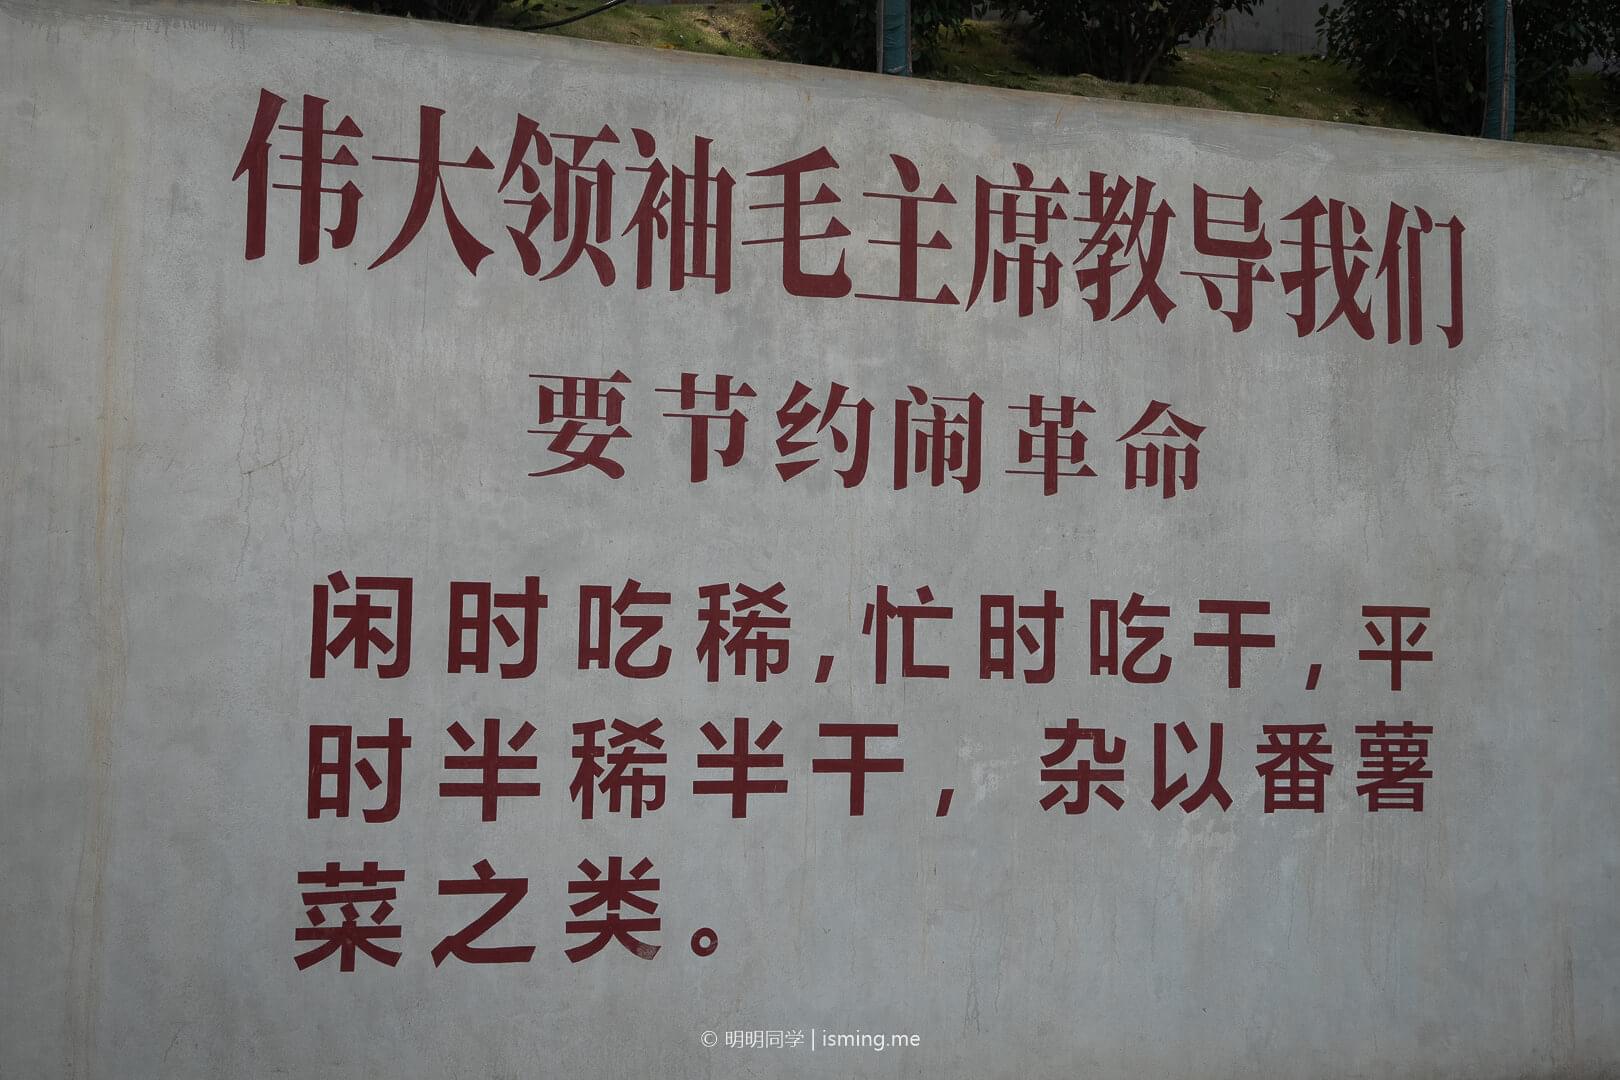 伟大领袖毛主席教导我们
要节约闹革命
闲时吃稀,忙时吃干,平
时半稀半干,杂以番薯
菜之类。
© 明明同学 | isming.me